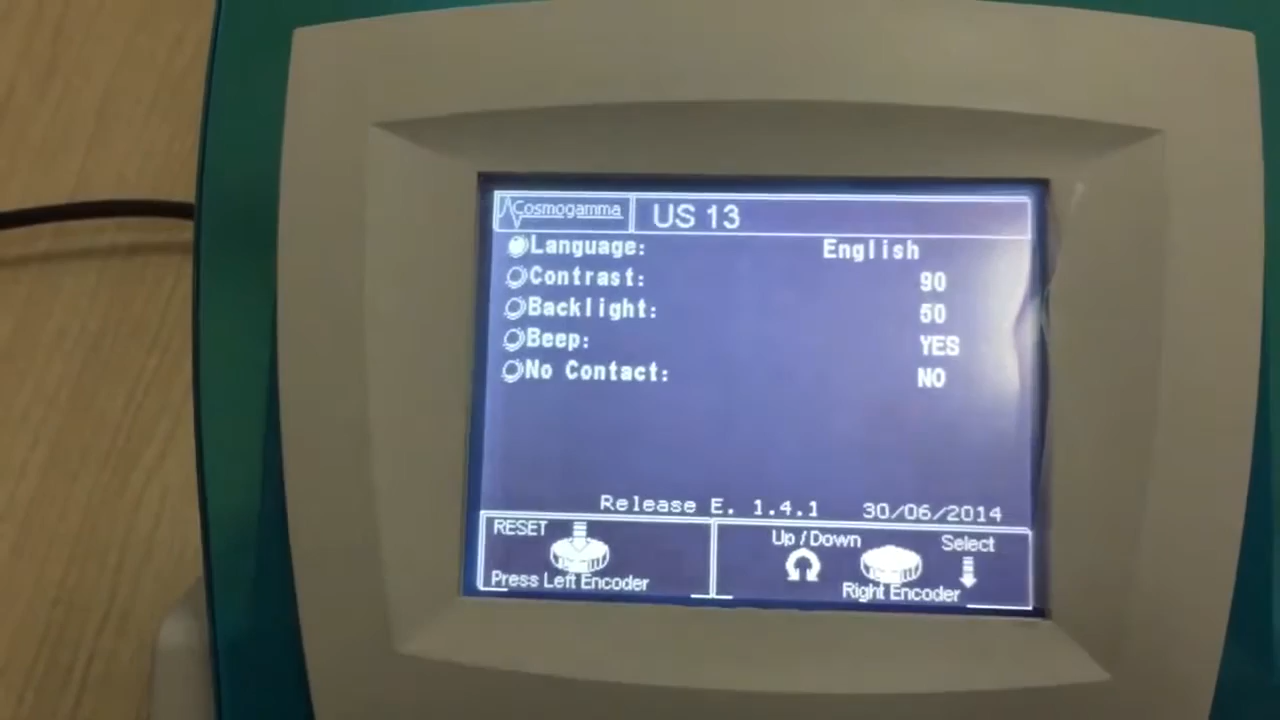 Cosmogamma US 13
Language: English
Contrast: 90
Backlight: 50
Beep: YES
No Contact: NO
Release E. 1.4.1 30/06/2014
RESET
Press Left Encoder
Up / Down Select
Right Encoder